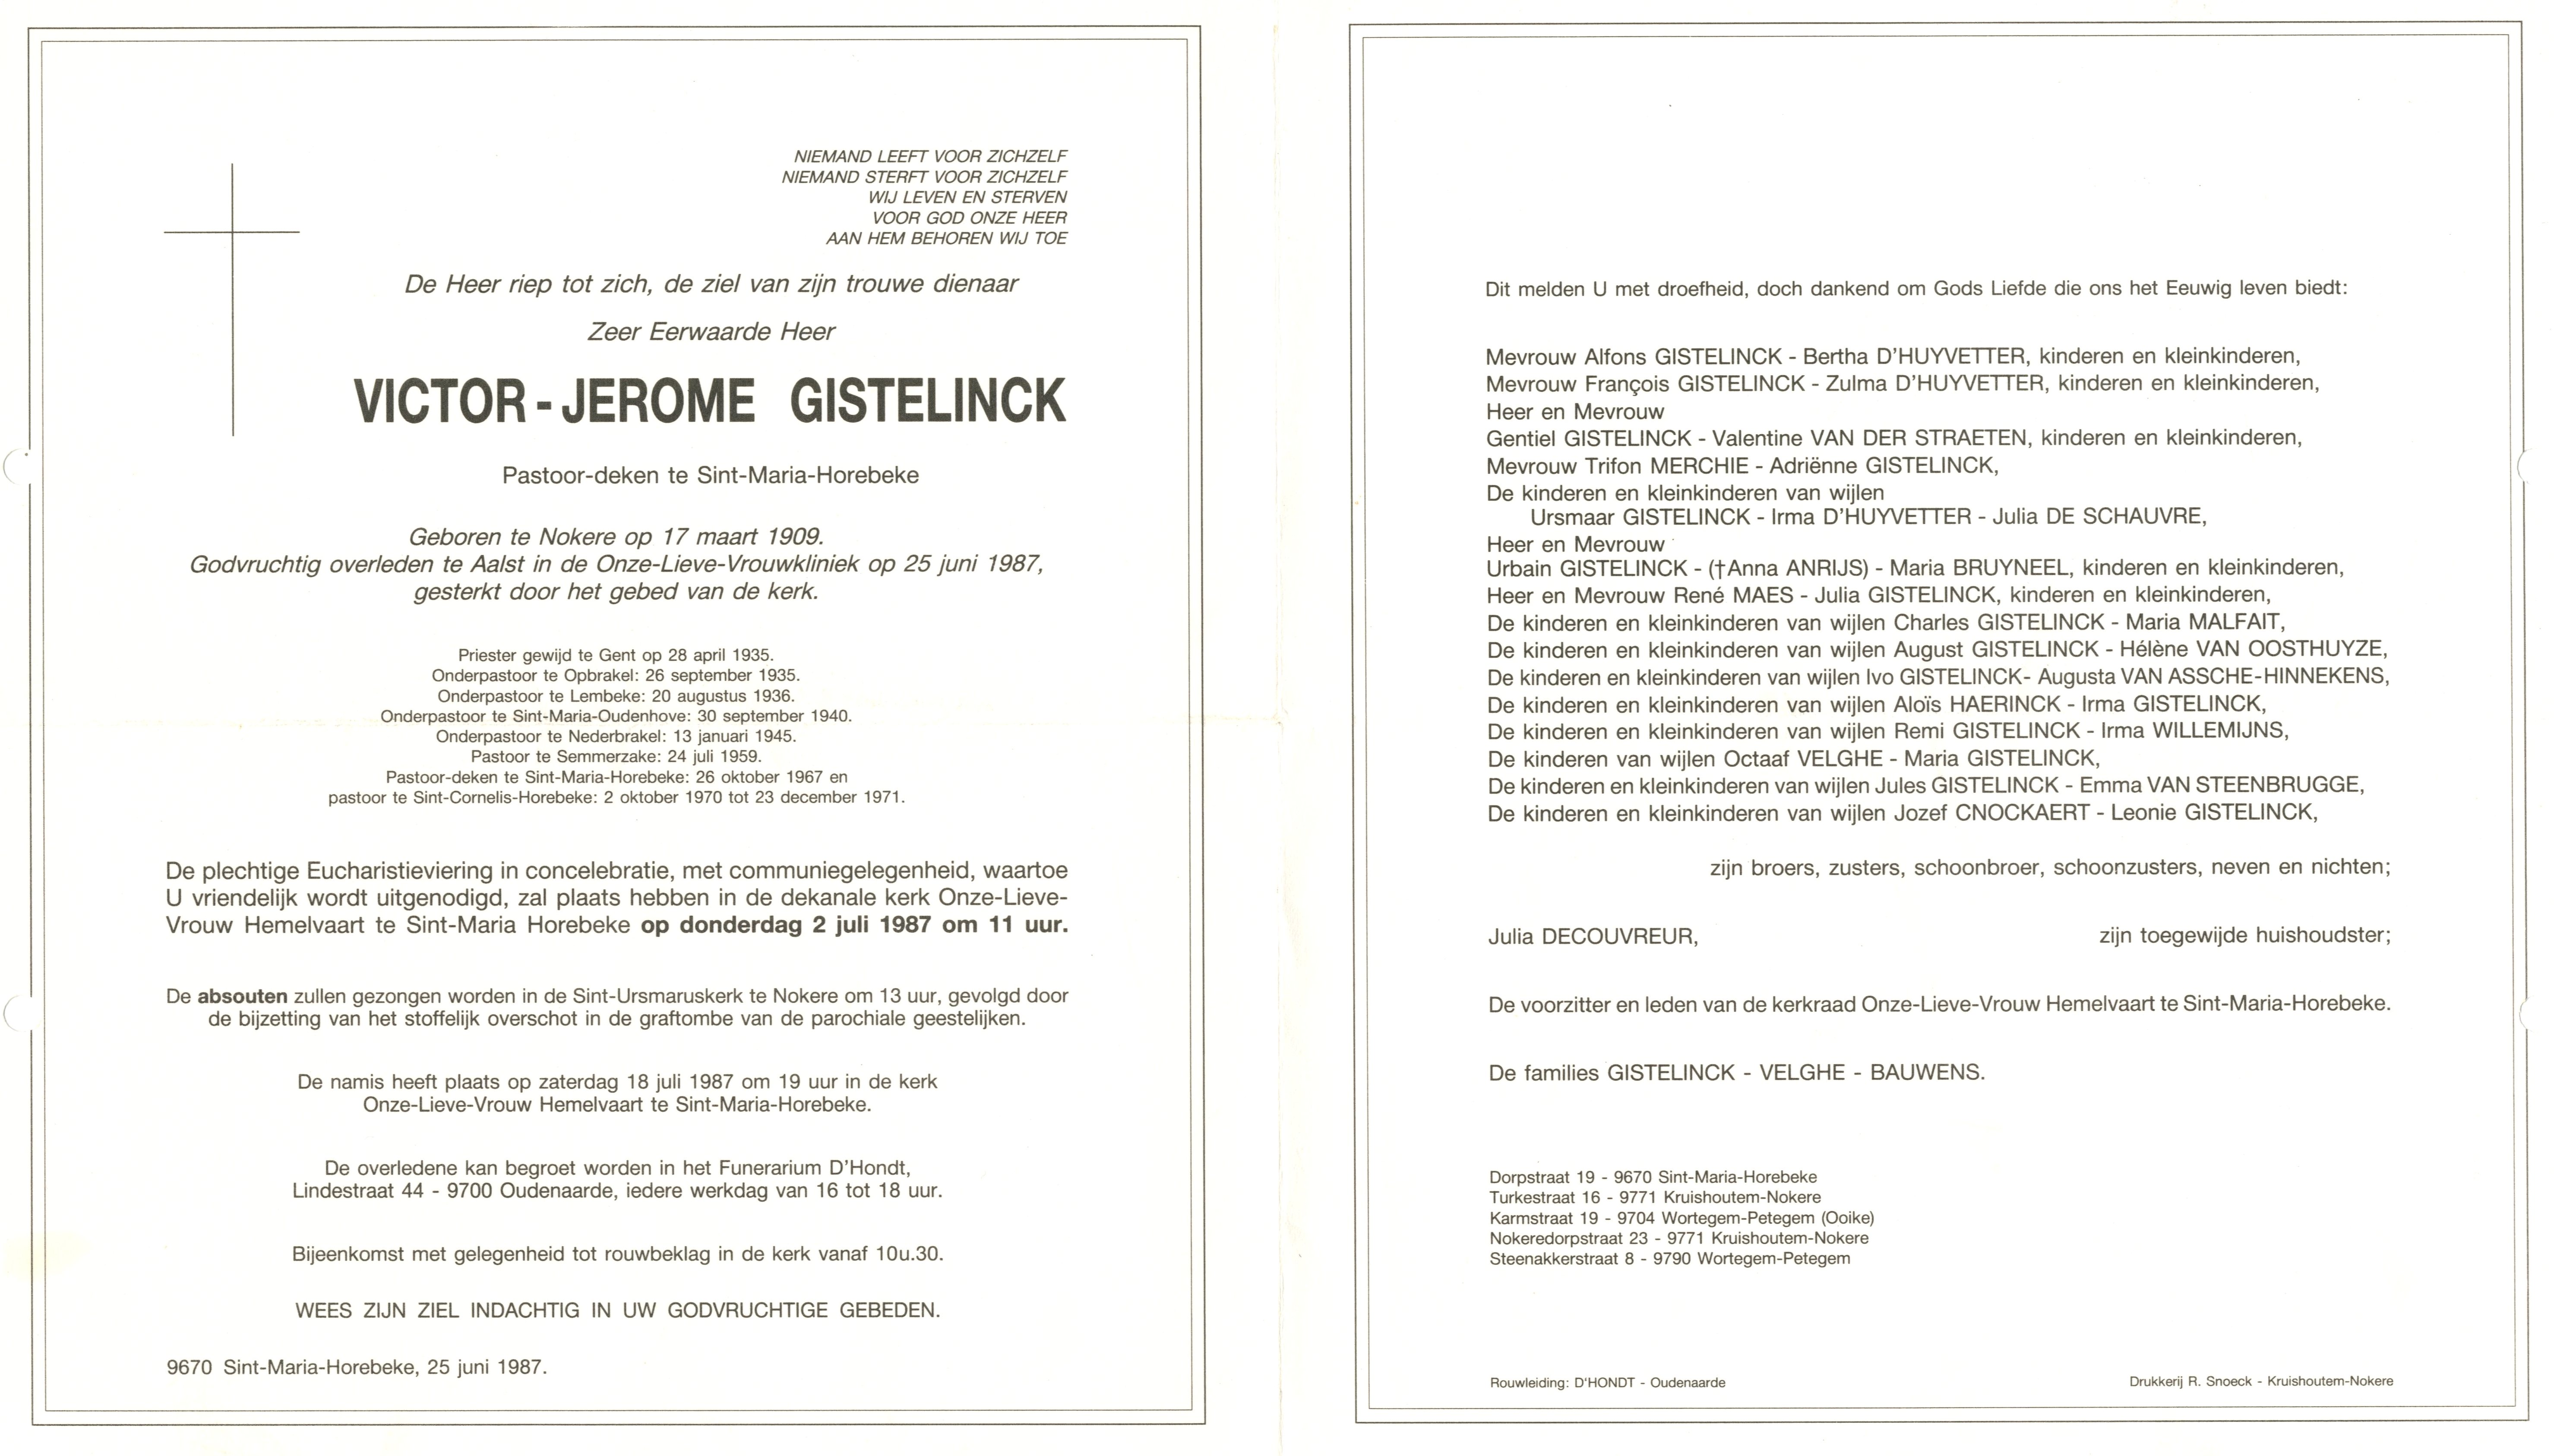 NIEMAND LEEFT VOOR ZICHZELF
NIEMAND STERFT VOOR ZICHZELF
WIJ LEVEN EN STERVEN
VOOR GOD ONZE HEER
AAN HEM BEHOREN WIJ TOE
De Heer riep tot zich, de ziel van zijn trouwe dienaar
Zeer Eerwaarde Heer
VICTOR - JEROME GISTELINCK
Pastoor-deken te Sint-Maria-Horebeke
Geboren te Nokere op 17 maart 1909.
Godvruchtig overleden te Aalst in de Onze-Lieve-Vrouwkliniek op 25 juni 1987,
gesterkt door het gebed van de kerk.
Priester gewijd te Gent op 28 april 1935.
Onderpastoor te Opbrakel: 26 september 1935.
Onderpastoor te Lembeke: 20 augustus 1936.
Onderpastoor te Sint-Maria-Oudenhove: 30 september 1940.
Onderpastoor te Nederbrakel: 13 januari 1945.
Pastoor te Semmerzake: 24 juli 1959.
Pastoor-deken te Sint-Maria-Horebeke: 26 oktober 1967 en
pastoor te Sint-Cornelis-Horebeke: 2 oktober 1970 tot 23 december 1971.
De plechtige Eucharistieviering in concelebratie, met communiegelegenheid, waartoe
U vriendelijk wordt uitgenodigd, zal plaats hebben in de dekanale kerk Onze-Lieve-
Vrouw Hemelvaart te Sint-Maria Horebeke op donderdag 2 juli 1987 om 11 uur.
De absouten zullen gezongen worden in de Sint-Ursmaruskerk te Nokere om 13 uur, gevolgd door
de bijzetting van het stoffelijk overschot in de graftombe van de parochiale geestelijken.
De namis heeft plaats op zaterdag 18 juli 1987 om 19 uur in de kerk
Onze-Lieve-Vrouw Hemelvaart te Sint-Maria-Horebeke.
De overledene kan begroet worden in het Funerarium D'Hondt,
Lindestraat 44 - 9700 Oudenaarde, iedere werkdag van 16 tot 18 uur.
Bijeenkomst met gelegenheid tot rouwbeklag in de kerk vanaf 10u.30.
WEES ZIJN ZIEL INDACHTIG IN UW GODVRUCHTIGE GEBEDEN.
9670 Sint-Maria-Horebeke, 25 juni 1987.
Dit melden U met droefheid, doch dankend om Gods Liefde die ons het Eeuwig leven biedt:
Mevrouw Alfons GISTELINCK - Bertha D'HUYVETTER, kinderen en kleinkinderen,
Mevrouw François GISTELINCK - Zulma D'HUYVETTER, kinderen en kleinkinderen,
Heer en Mevrouw
Gentiel GISTELINCK - Valentine VAN DER STRAETEN, kinderen en kleinkinderen,
Mevrouw Trifon MERCHIE - Adriënne GISTELINCK,
De kinderen en kleinkinderen van wijlen
Ursmaar GISTELINCK - Irma D'HUYVETTER - Julia DE SCHAUVRE,
Heer en Mevrouw
Urbain GISTELINCK - (†Anna ANRIJS) - Maria BRUYNEEL, kinderen en kleinkinderen,
Heer en Mevrouw René MAES - Julia GISTELINCK, kinderen en kleinkinderen,
De kinderen en kleinkinderen van wijlen Charles GISTELINCK - Maria MALFAIT,
De kinderen en kleinkinderen van wijlen August GISTELINCK - Hélène VAN OOSTHUYZE,
De kinderen en kleinkinderen van wijlen Ivo GISTELINCK- Augusta VAN ASSCHE-HINNEKENS,
De kinderen en kleinkinderen van wijlen Aloïs HAERINCK - Irma GISTELINCK,
De kinderen en kleinkinderen van wijlen Remi GISTELINCK - Irma WILLEMIJNS,
De kinderen van wijlen Octaaf VELGHE - Maria GISTELINCK,
De kinderen en kleinkinderen van wijlen Jules GISTELINCK - Emma VAN STEENBRUGGE,
De kinderen en kleinkinderen van wijlen Jozef CNOCKAERT - Leonie GISTELINCK,
zijn broers, zusters, schoonbroer, schoonzusters, neven en nichten;
Julia DECOUVREUR, zijn toegewijde huishoudster;
De voorzitter en leden van de kerkraad Onze-Lieve-Vrouw Hemelvaart te Sint-Maria-Horebeke.
De families GISTELINCK - VELGHE - BAUWENS.
Dorpstraat 19 - 9670 Sint-Maria-Horebeke
Turkestraat 16 - 9771 Kruishoutem-Nokere
Karmstraat 19 - 9704 Wortegem-Petegem (Ooike)
Nokeredorpstraat 23 - 9771 Kruishoutem-Nokere
Steenakkerstraat 8 - 9790 Wortegem-Petegem
Rouwleiding: D'HONDT - Oudenaarde
Drukkerij R. Snoeck - Kruishoutem-Nokere